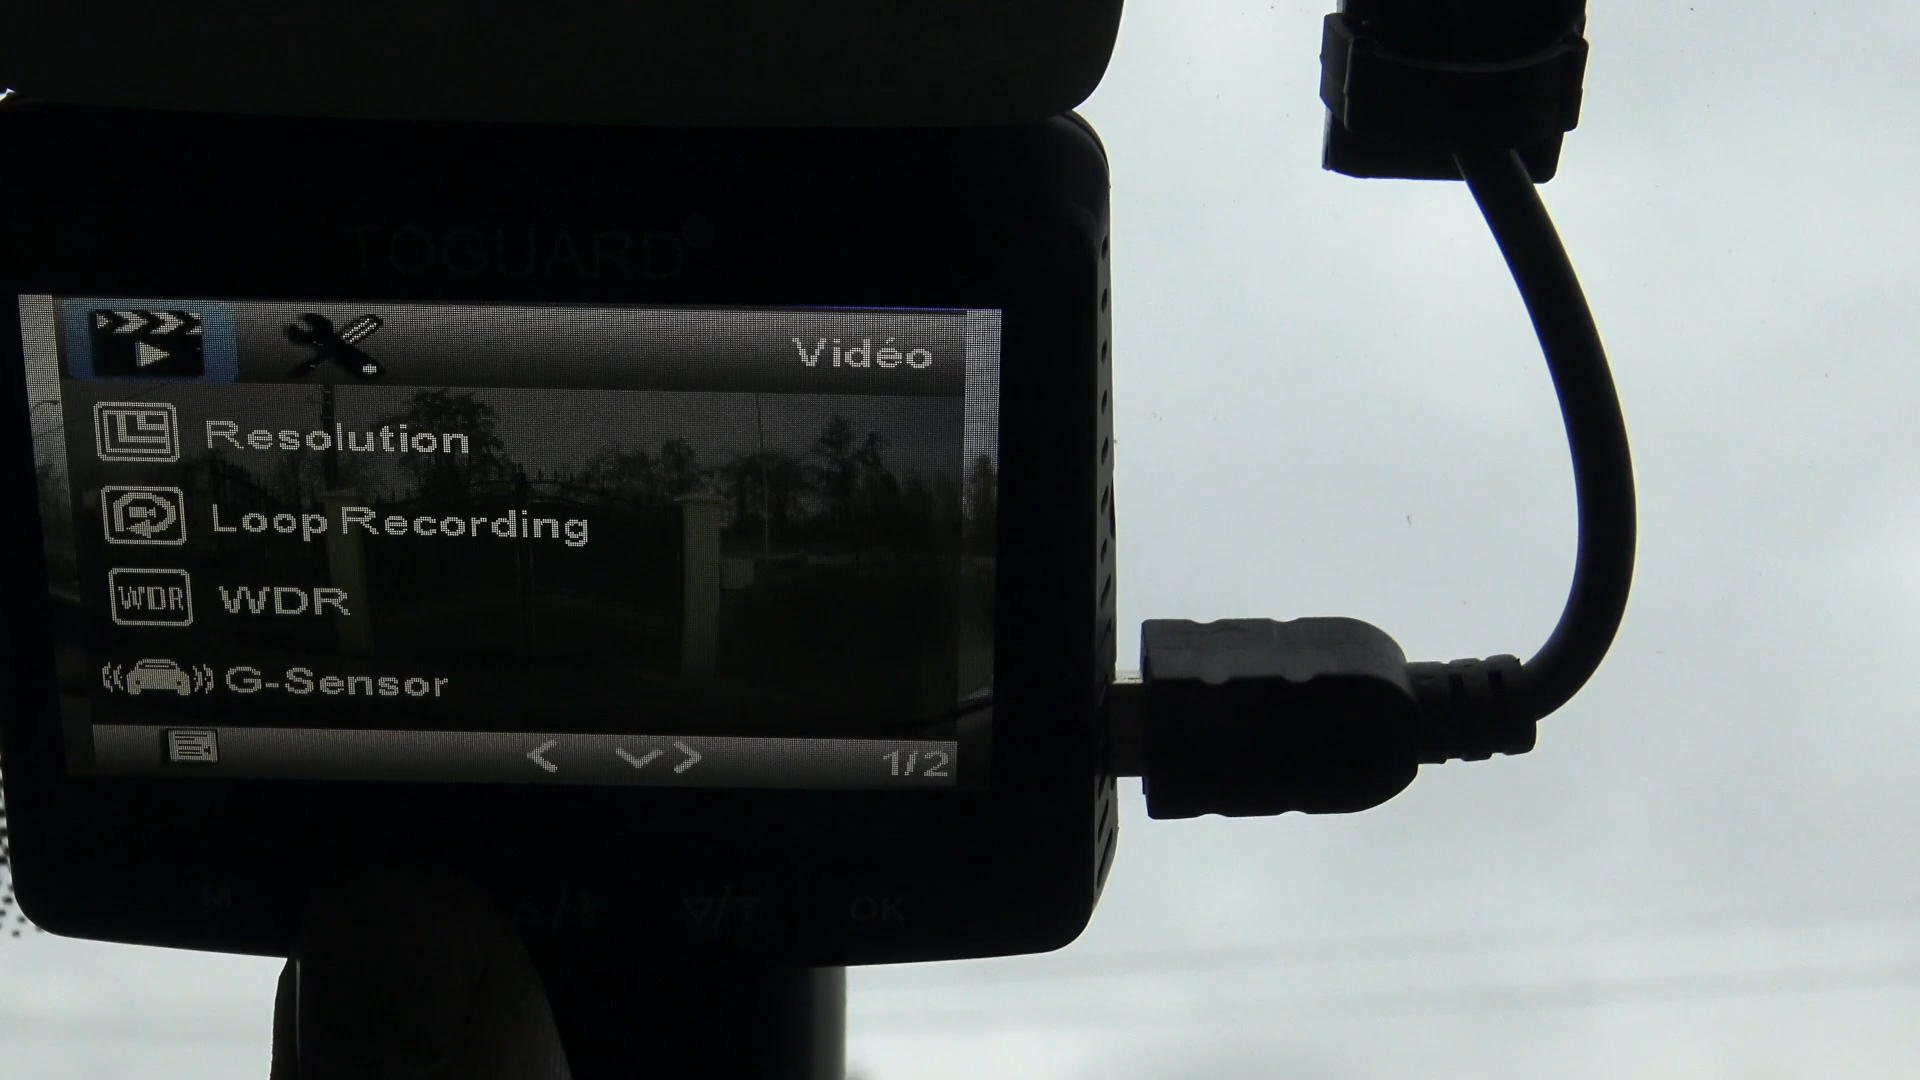 TOGUARD®
Vidéo
Resolution
Loop Recording
WDR WDR
G-Sensor
1/2
M
OK